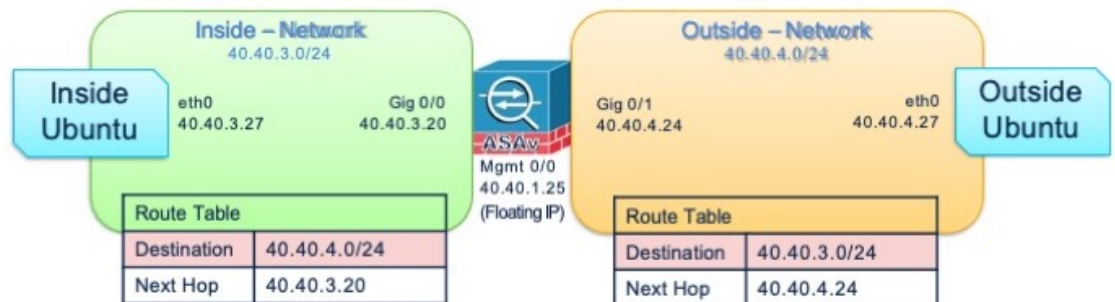 Inside – Network
40.40.3.0/24
Inside
Ubuntu
eth0
40.40.3.27
Gig 0/0
40.40.3.20
ASAv
Mgmt 0/0
40.40.1.25
(Floating IP)
Outside – Network
40.40.4.0/24
Gig 0/1
40.40.4.24
eth0
40.40.4.27
Outside
Ubuntu
Route Table
Destination 40.40.4.0/24
Next Hop 40.40.3.20
Route Table
Destination 40.40.3.0/24
Next Hop 40.40.4.24